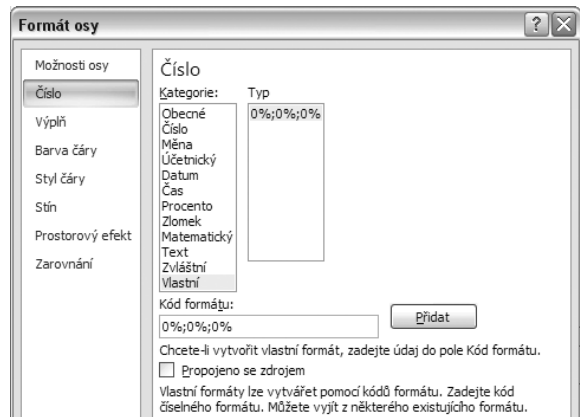 Formát osy
Možnosti osy
Číslo
Výplň
Barva čáry
Styl čáry
Stín
Prostorový efekt
Zarovnání
Číslo
Kategorie:
Obecné
Číslo
Měna
Účetnický
Datum
Čas
Procento
Zlomek
Matematický
Text
Zvláštní
Vlastní
Typ
0%;0%;0%
Kód formátu:
0%;0%;0%
Přidat
Chcete-li vytvořit vlastní formát, zadejte údaj do pole Kód formátu.
Propojeno se zdrojem
Vlastní formáty lze vytvářet pomocí kódů formátu. Zadejte kód
číselného formátu. Můžete vyjít z některého existujícího formátu.